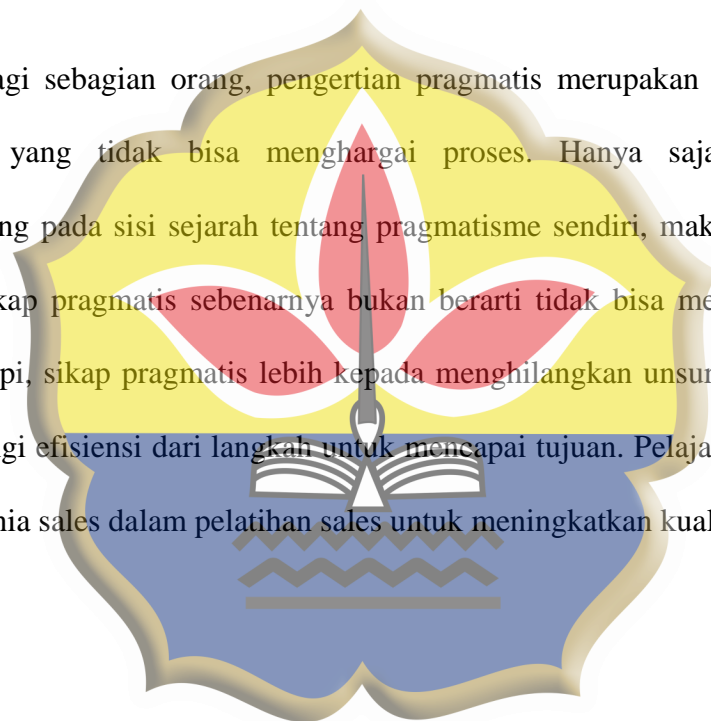 agi sebagian orang, pengertian pragmatis merupakan
yang tidak bisa menghargai proses. Hanya saja
ng pada sisi sejarah tentang pragmatisme sendiri, mak
kap pragmatis sebenarnya bukan berarti tidak bisa me
pi, sikap pragmatis lebih kepada menghilangkan unsur
gi efisiensi dari langkah untuk mencapai tujuan. Pelaja
nia sales dalam pelatihan sales untuk meningkatkan kual